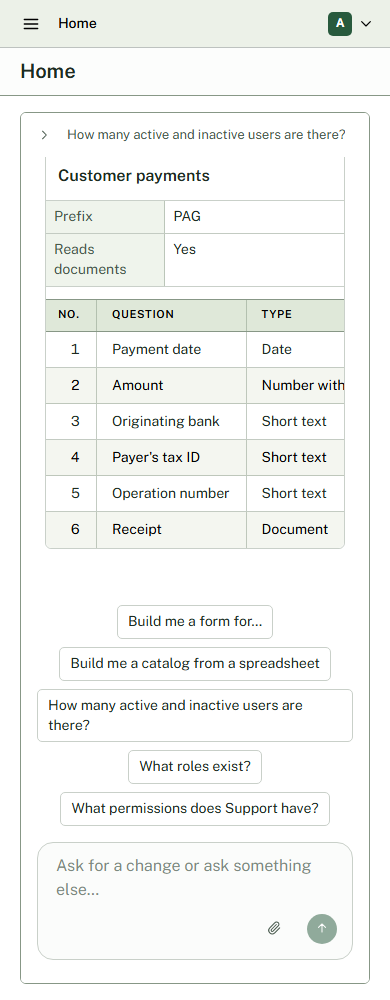 Home
A
Home
How many active and inactive users are there?
Customer payments
Prefix PAG
Reads documents Yes
NO. QUESTION TYPE
1 Payment date Date
2 Amount Number with
3 Originating bank Short text
4 Payer's tax ID Short text
5 Operation number Short text
6 Receipt Document
Build me a form for...
Build me a catalog from a spreadsheet
How many active and inactive users are
there?
What roles exist?
What permissions does Support have?
Ask for a change or ask something
else...